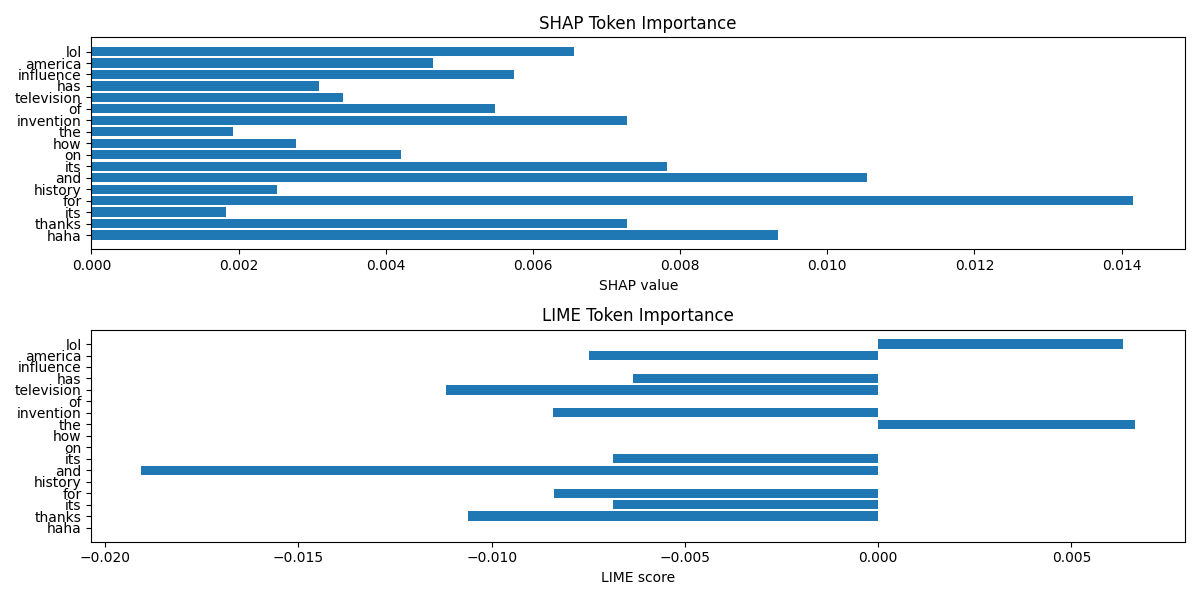 SHAP Token Importance
lol
america
influence
has
television
of
invention
the
how
on
its
and
history
for
its
thanks
haha
0.000 0.002 0.004 0.006 0.008 0.010 0.012 0.014
SHAP value
LIME Token Importance
lol
america
influence
has
television
of
invention
the
how
on
its
and
history
for
its
thanks
haha
−0.020 −0.015 −0.010 −0.005 0.000 0.005
LIME score